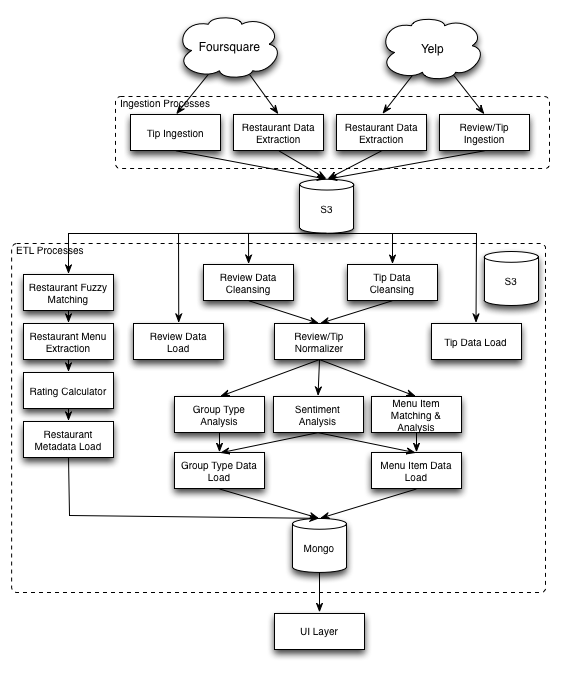 Foursquare
Yelp
Ingestion Processes
Tip Ingestion
Restaurant Data
Extraction
Restaurant Data
Extraction
Review/Tip
Ingestion
S3
ETL Processes
Restaurant Fuzzy
Matching
Review Data
Cleansing
Tip Data
Cleansing
S3
Restaurant Menu
Extraction
Review Data
Load
Review/Tip
Normalizer
Tip Data Load
Rating Calculator
Group Type
Analysis
Sentiment
Analysis
Menu Item
Matching &
Analysis
Restaurant
Metadata Load
Group Type Data
Load
Menu Item Data
Load
Mongo
UI Layer